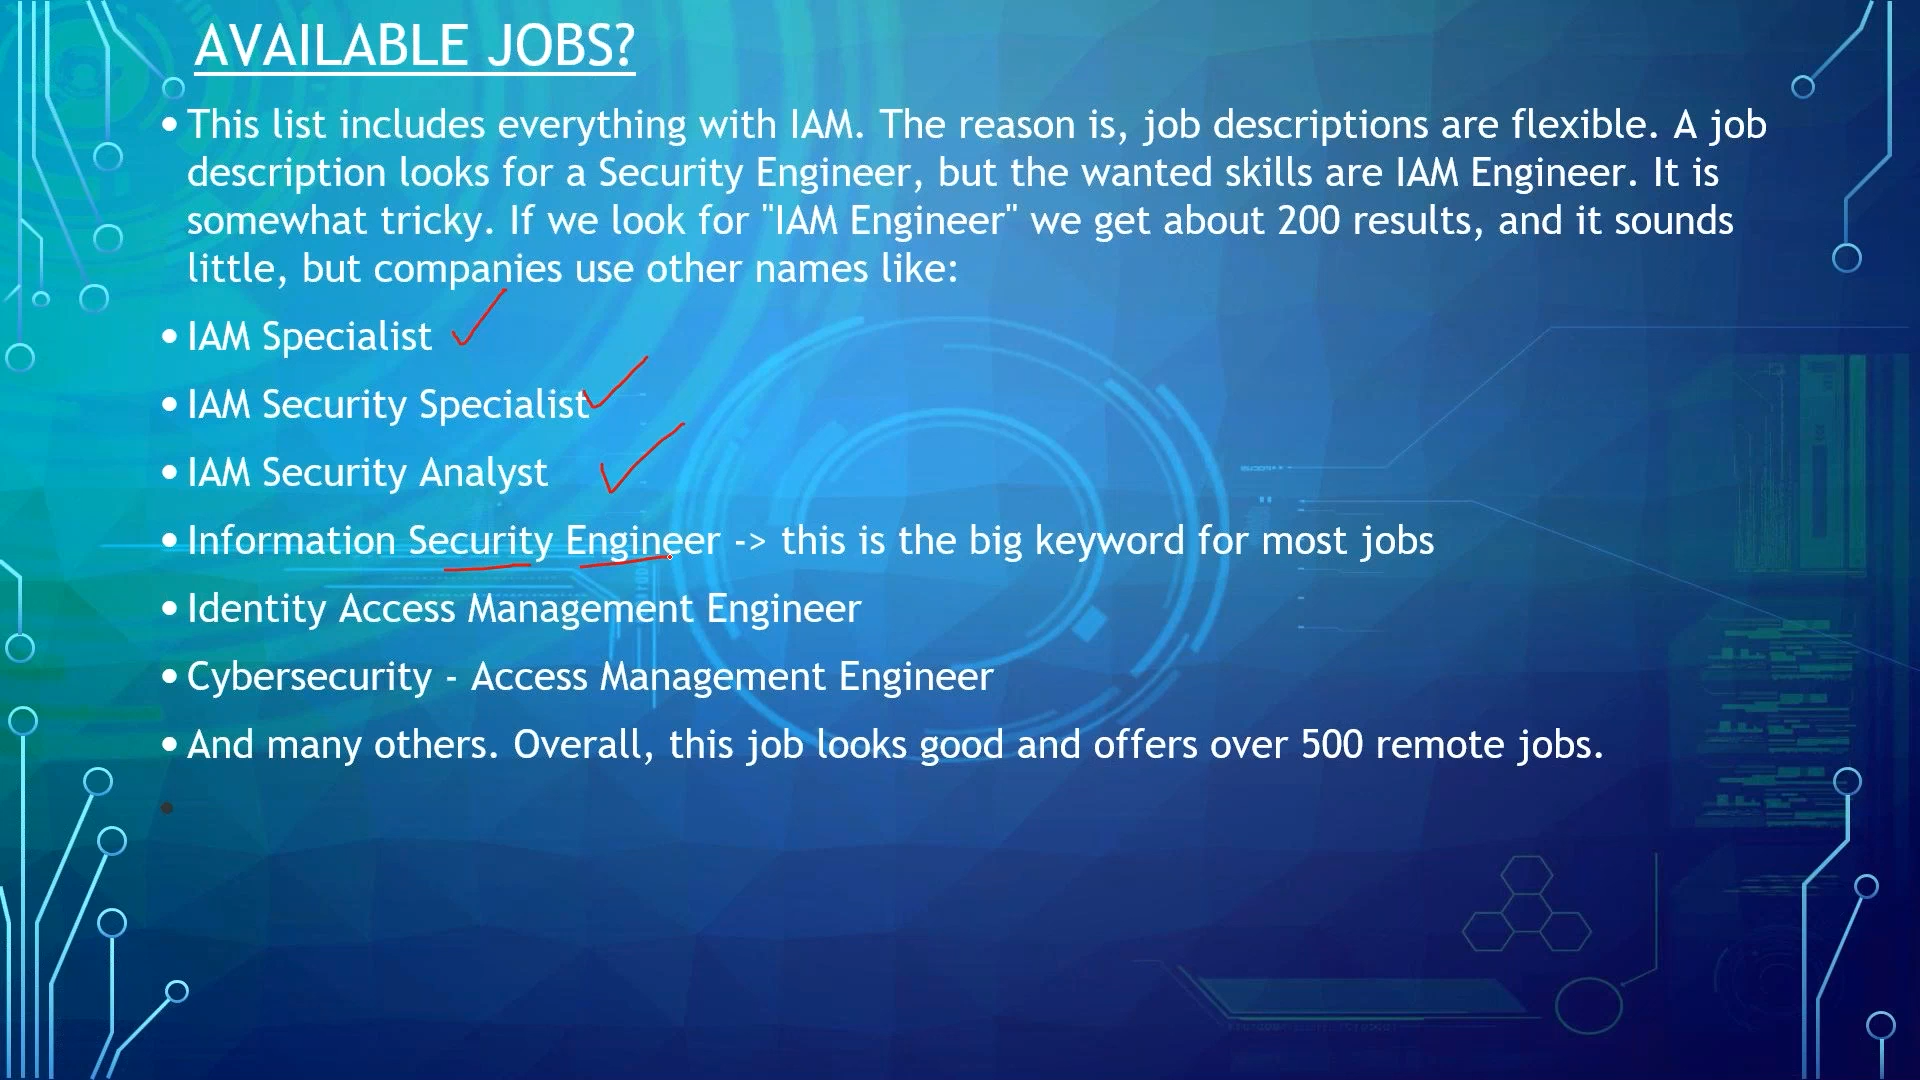 AVAILABLE JOBS?
• This list includes everything with IAM. The reason is, job descriptions are flexible. A job
description looks for a Security Engineer, but the wanted skills are IAM Engineer. It is
somewhat tricky. If we look for "IAM Engineer" we get about 200 results, and it sounds
little, but companies use other names like:
• IAM Specialist
• IAM Security Specialist
• IAM Security Analyst
• Information Security Engineer -> this is the big keyword for most jobs
• Identity Access Management Engineer
• Cybersecurity - Access Management Engineer
• And many others. Overall, this job looks good and offers over 500 remote jobs.